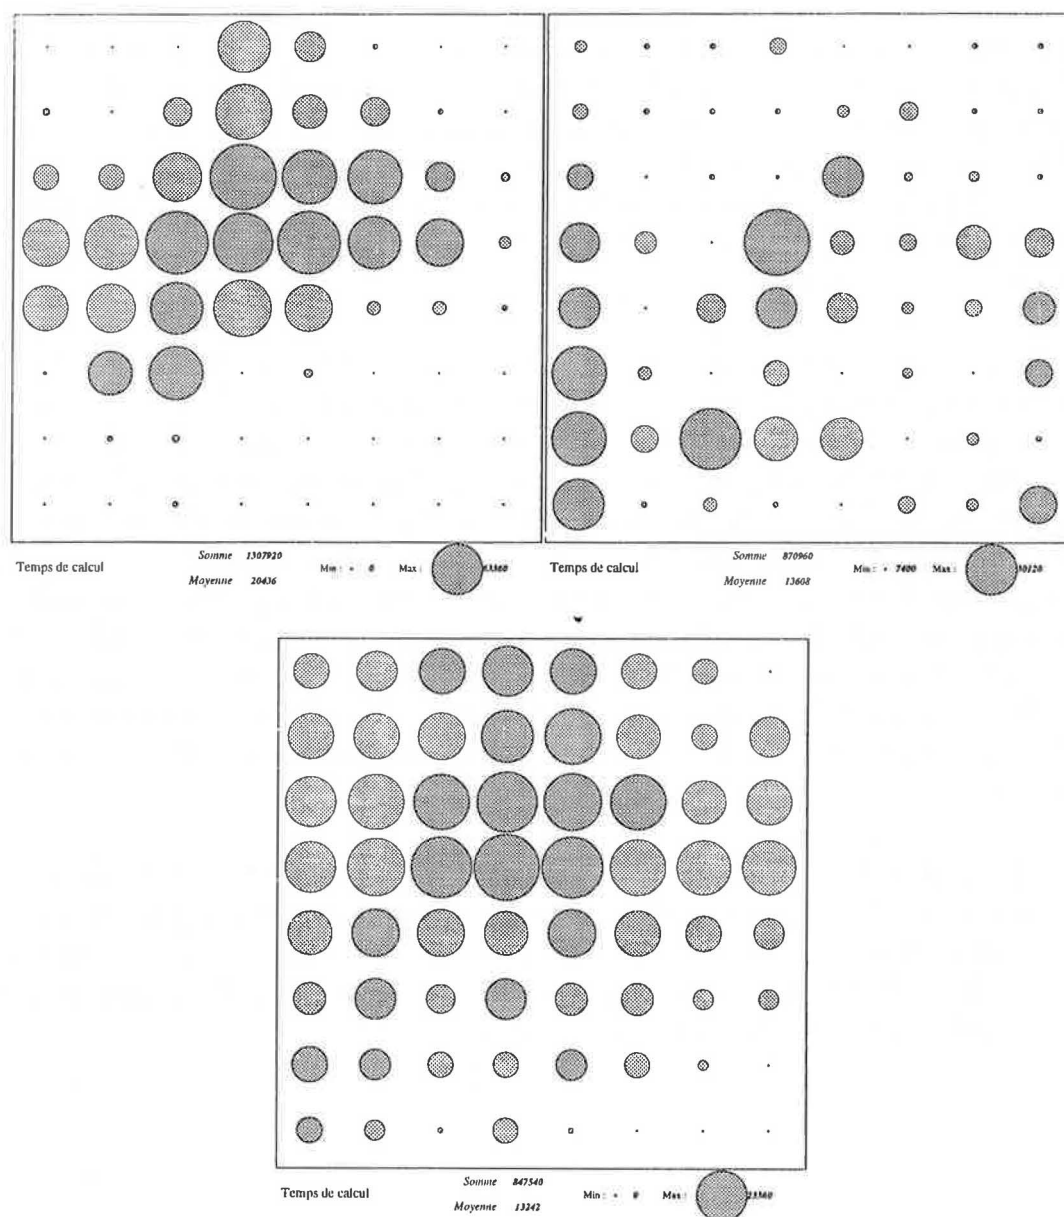 Temps de calcul Somme 1307920 Min : 0 Max :
Moyenne 20436
Temps de calcul Somme 870960 Min : 7400 Max : 30120
Moyenne 13608
Temps de calcul Somme 847540 Min : 0 Max :
Moyenne 13242